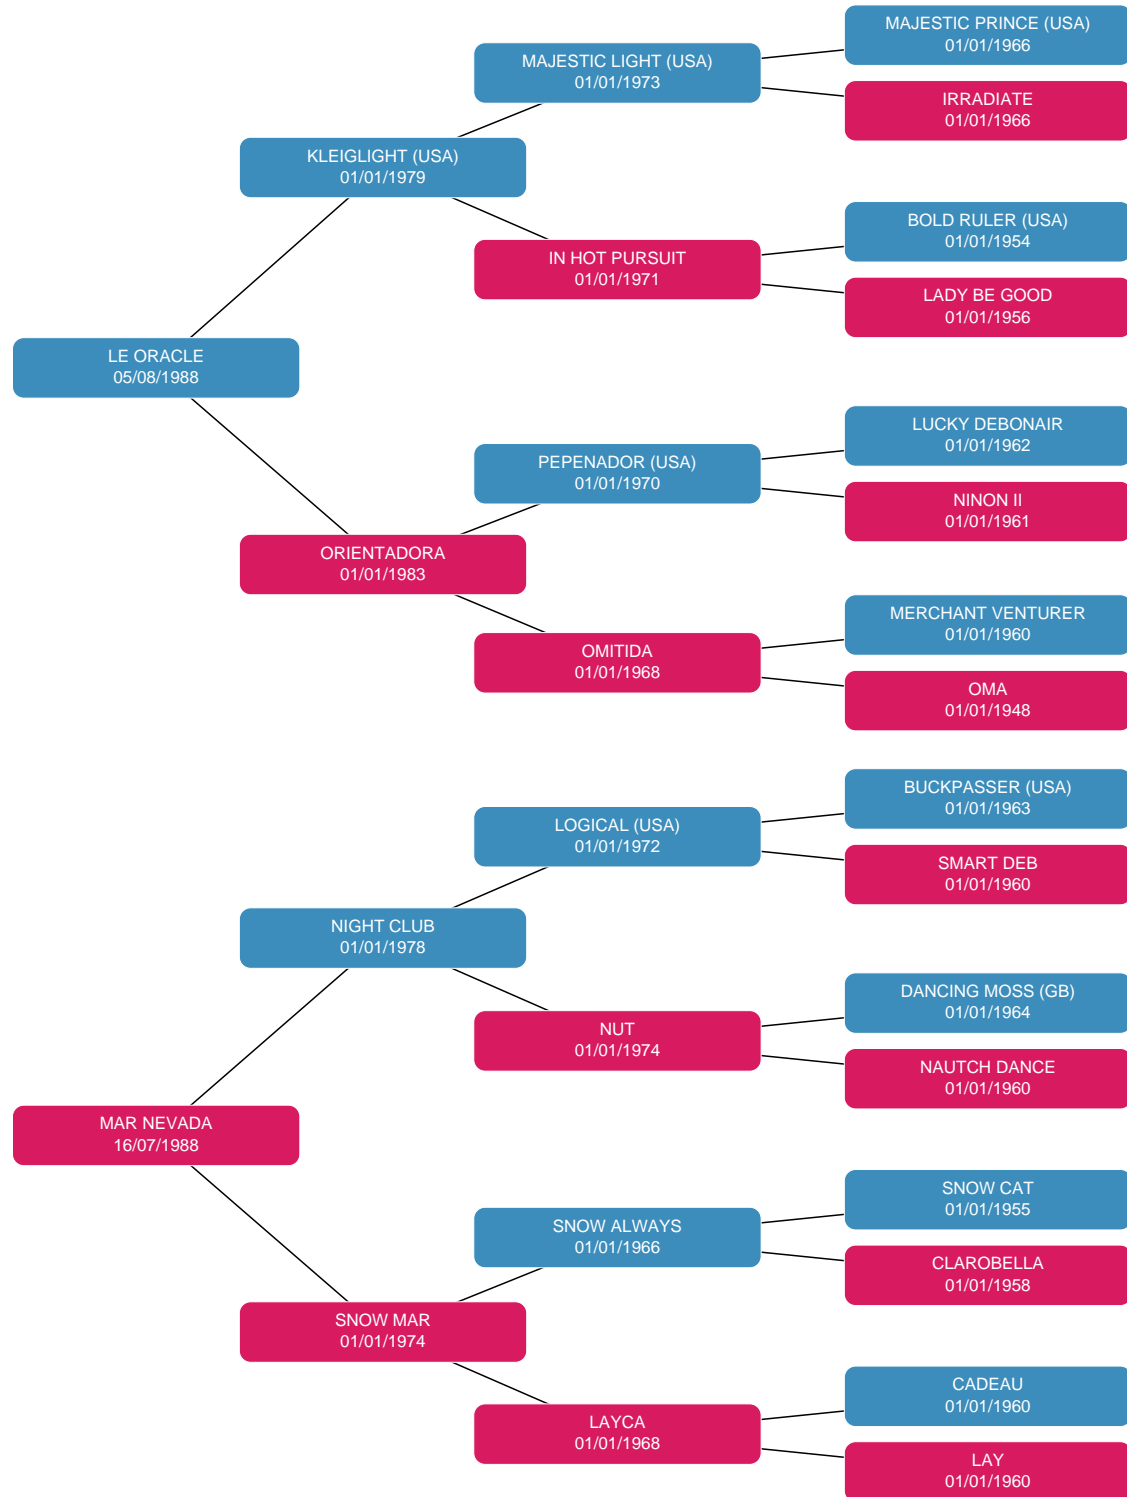 MAJESTIC PRINCE (USA)
01/01/1966
MAJESTIC LIGHT (USA)
01/01/1973
IRRADIATE
01/01/1966
KLEIGLIGHT (USA)
01/01/1979
BOLD RULER (USA)
01/01/1954
IN HOT PURSUIT
01/01/1971
LADY BE GOOD
01/01/1956
LE ORACLE
05/08/1988
LUCKY DEBONAIR
01/01/1962
PEPENADOR (USA)
01/01/1970
NINON II
01/01/1961
ORIENTADORA
01/01/1983
MERCHANT VENTURER
01/01/1960
OMITIDA
01/01/1968
OMA
01/01/1948
BUCKPASSER (USA)
01/01/1963
LOGICAL (USA)
01/01/1972
SMART DEB
01/01/1960
NIGHT CLUB
01/01/1978
DANCING MOSS (GB)
01/01/1964
NUT
01/01/1974
NAUTCH DANCE
01/01/1960
MAR NEVADA
16/07/1988
SNOW CAT
01/01/1955
SNOW ALWAYS
01/01/1966
CLAROBELLA
01/01/1958
SNOW MAR
01/01/1974
CADEAU
01/01/1960
LAYCA
01/01/1968
LAY
01/01/1960